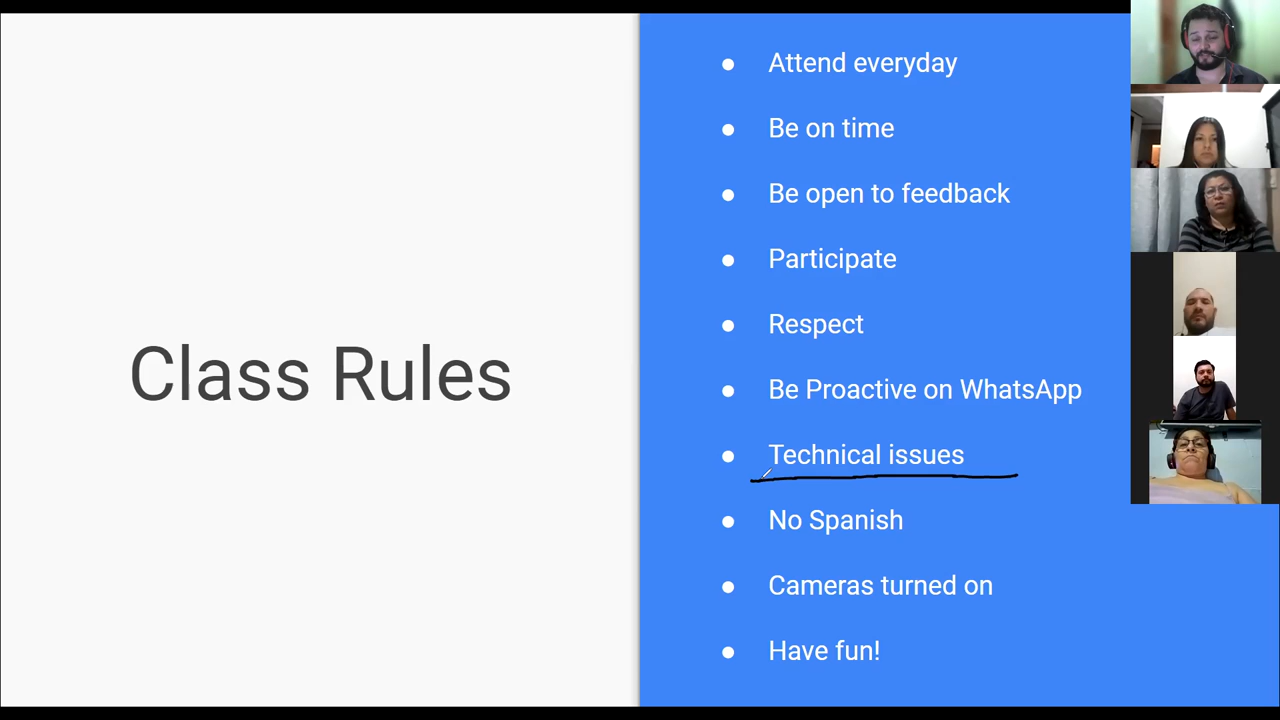 Class Rules
Attend everyday
Be on time
Be open to feedback
Participate
Respect
Be Proactive on WhatsApp
Technical issues
No Spanish
Cameras turned on
Have fun!